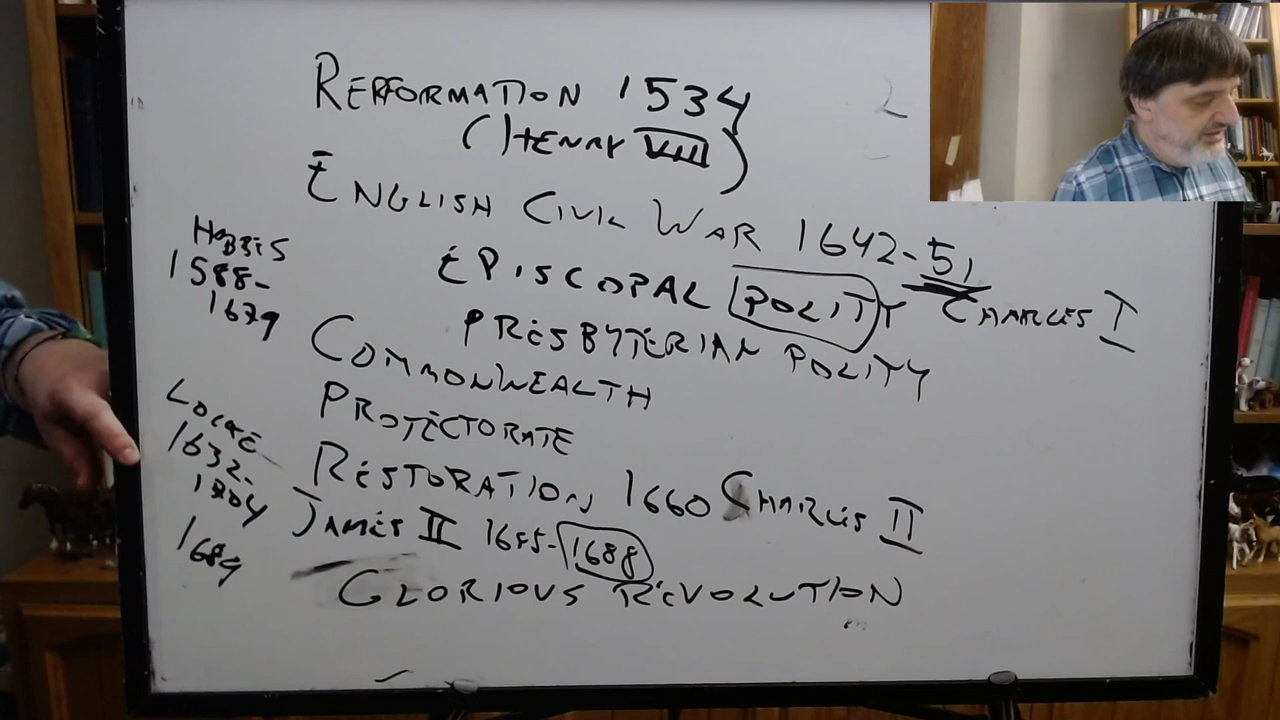 RERFORMATION 1534
(HENRY VIII)
ENGLISH CIVIL WAR 1642-51
EPISCOPAL POLITY CHARLES I
PRESBYTERIAN POLITY
COMMONWEALTH
PROTECTORATE
RESTORATION 1660 CHARLES II
JAMES II 1685-1688
GLORIOUS REVOLUTION
HOBBES
1588-
1679
LOCKE
1632-
1704
1689